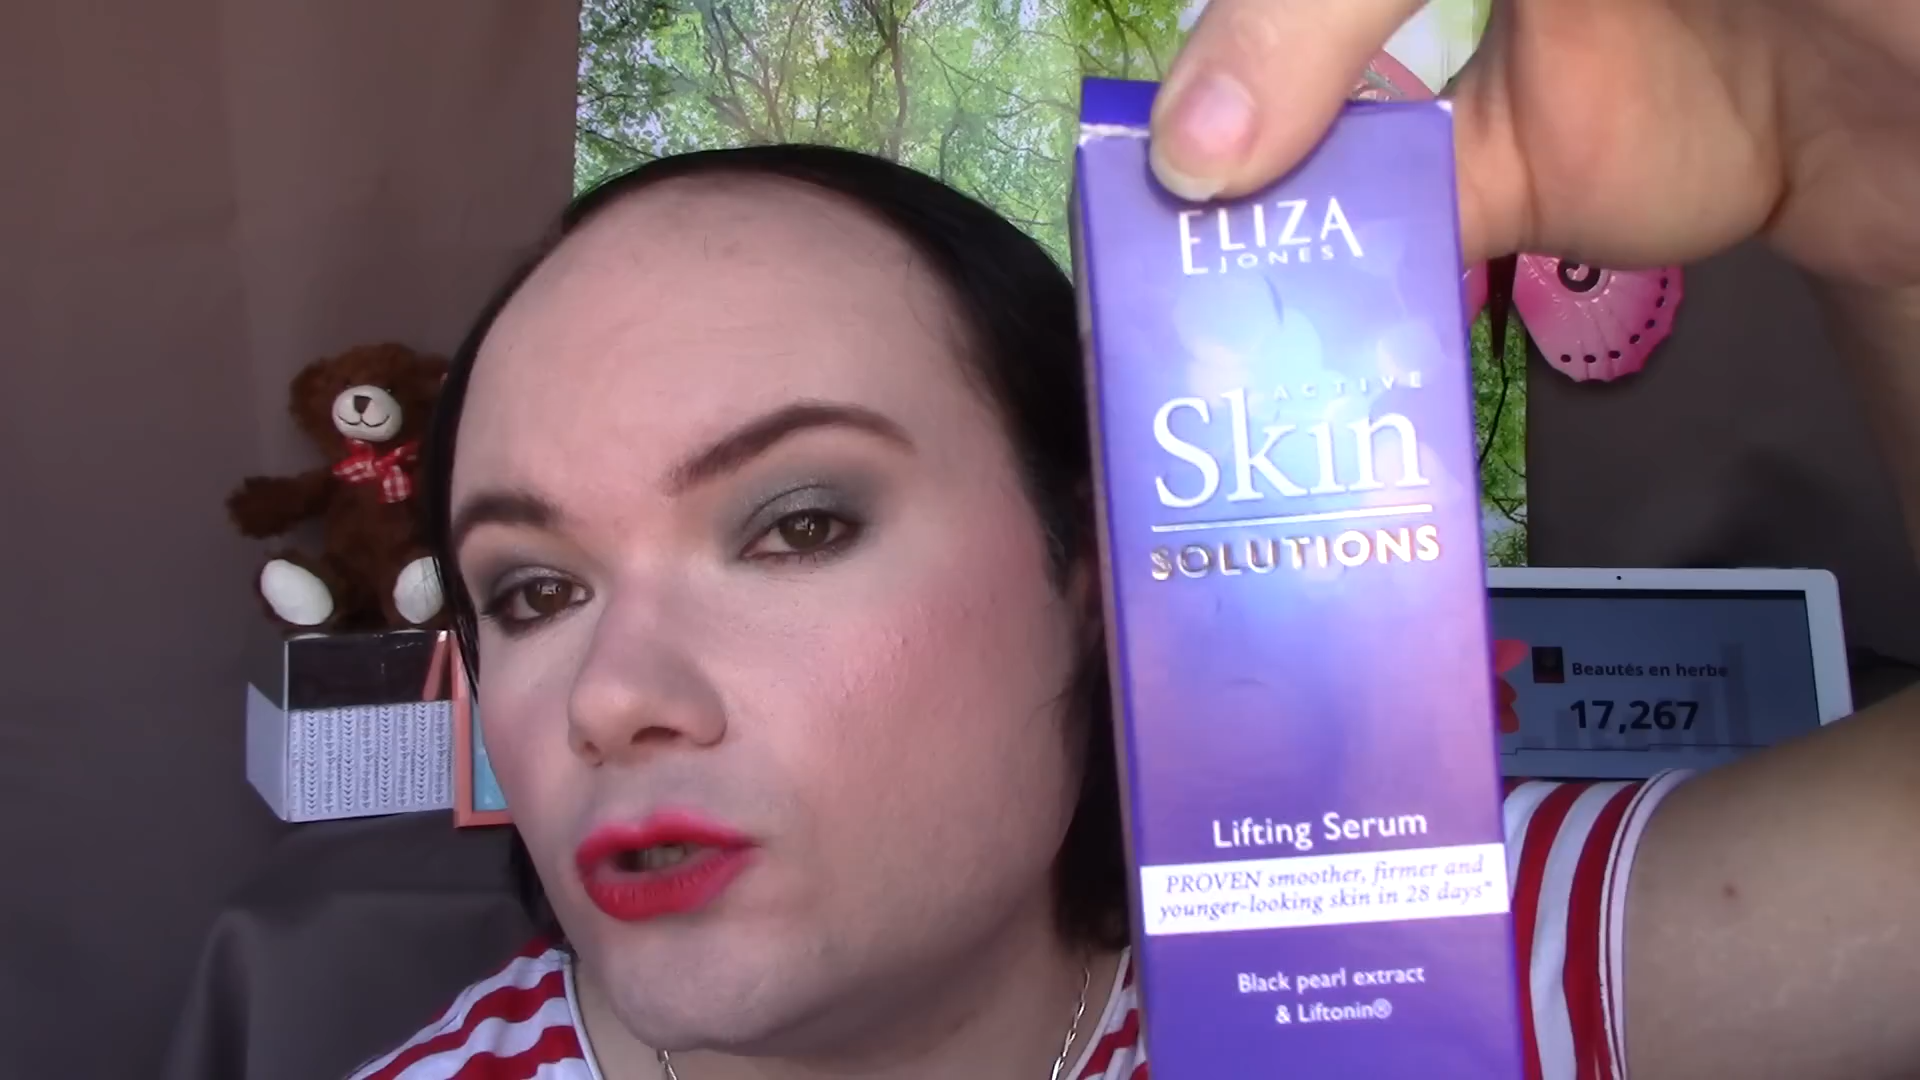 ELIZA
JONES
ACTIVE
Skin
SOLUTIONS
Lifting Serum
PROVEN smoother, firmer and
younger-looking skin in 28 days*
Black pearl extract
& Liftonin®
Beautés en herbe
17,267